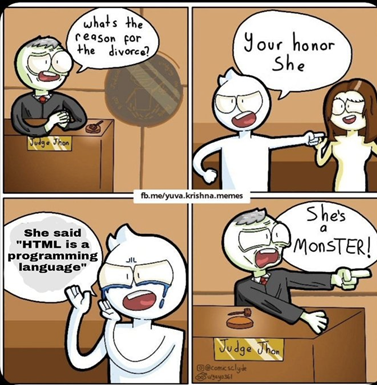 whats the
reason for
the divorce?
Judge Jhon
Your honor
She
fb.me/yuva.krishna.memes
She said
"HTML is a
programming
language"
She's
a
MONSTER!
Judge Jhon